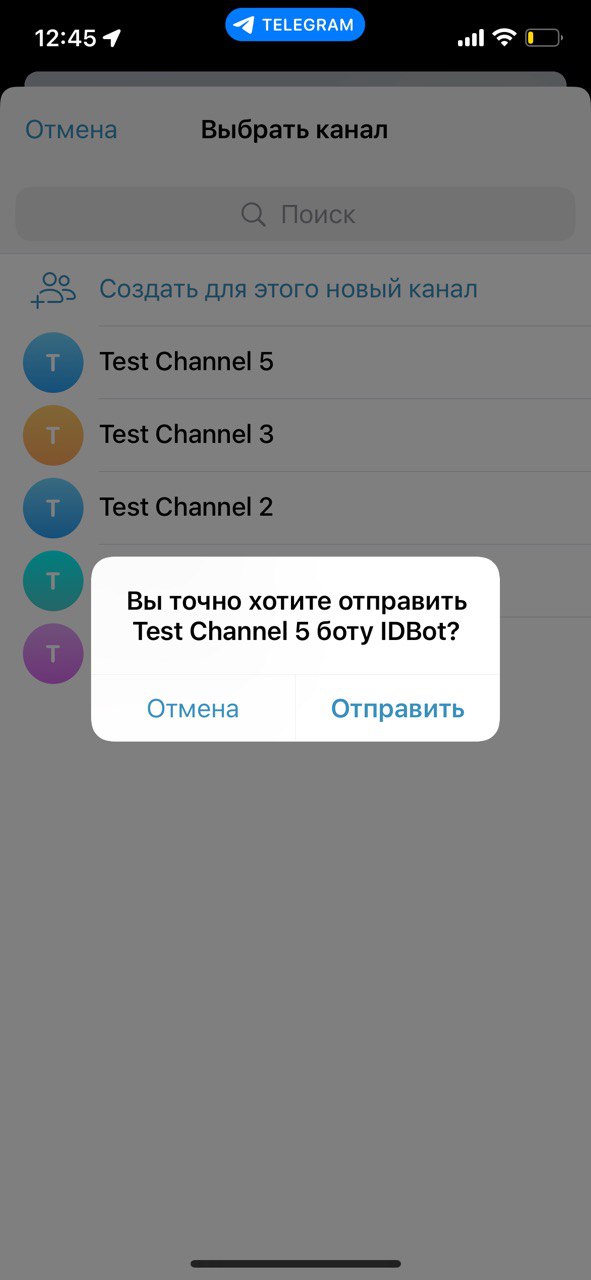 12:45
TELEGRAM
Отмена
Выбрать канал
Поиск
Создать для этого новый канал
T
Test Channel 5
T
Test Channel 3
T
Test Channel 2
T
T
Вы точно хотите отправить
Test Channel 5 боту IDBot?
Отмена
Отправить